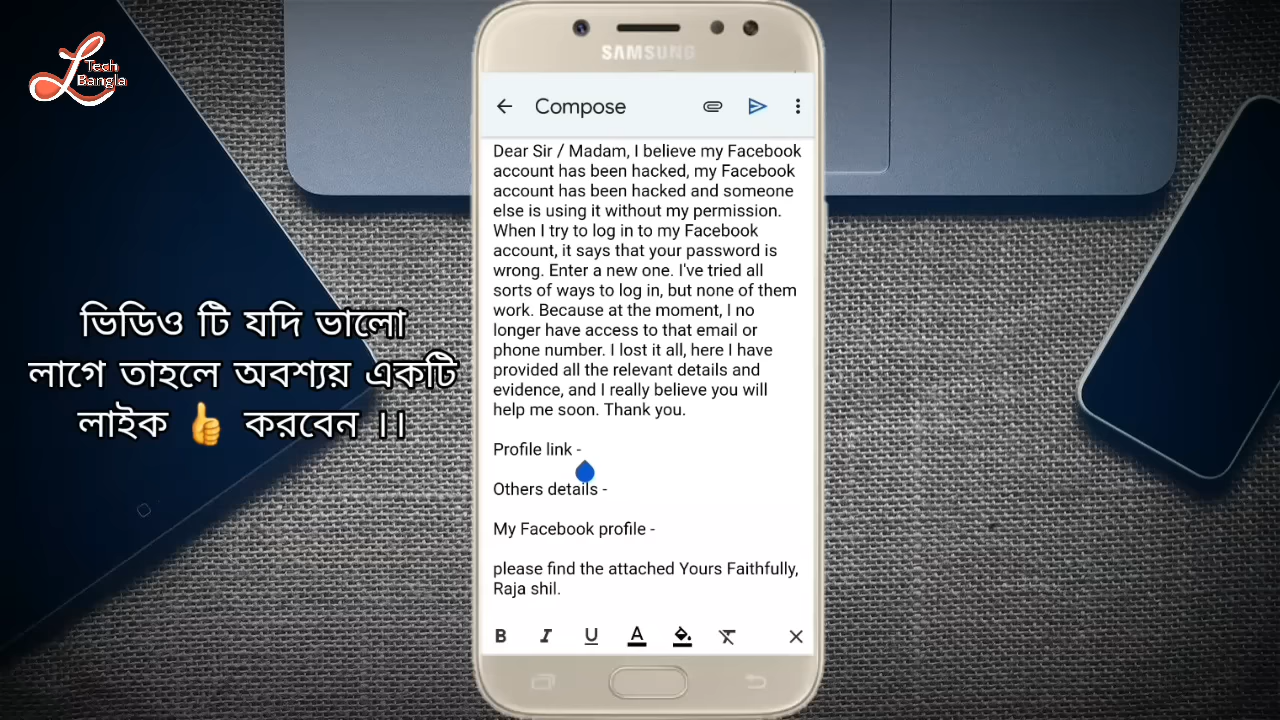 Tech
Bangla
SAMSUNG
Compose
Dear Sir / Madam, I believe my Facebook
account has been hacked, my Facebook
account has been hacked and someone
else is using it without my permission.
When I try to log in to my Facebook
account, it says that your password is
wrong. Enter a new one. I've tried all
sorts of ways to log in, but none of them
work. Because at the moment, I no
longer have access to that email or
phone number. I lost it all, here I have
provided all the relevant details and
evidence, and I really believe you will
help me soon. Thank you.
Profile link -
Others details -
My Facebook profile -
please find the attached Yours Faithfully,
Raja shil.
B I U A
ভিডিও টি যদি ভালো
লাগে তাহলে অবশ্যয় একটি
লাইক 👍 করবেন ।।